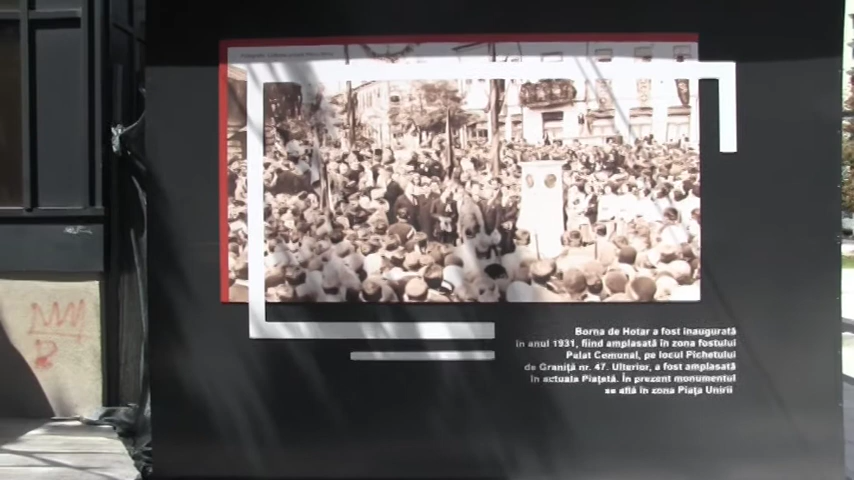 Borna de Hotar a fost inaugurată
în anul 1931, fiind amplasată în zona fostului
Palat Comunal, pe locul Pichetului
de Graniță nr. 47. Ulterior, a fost amplasată
în actuala Piațetă. În prezent monumentul
se află în zona Piața Unirii